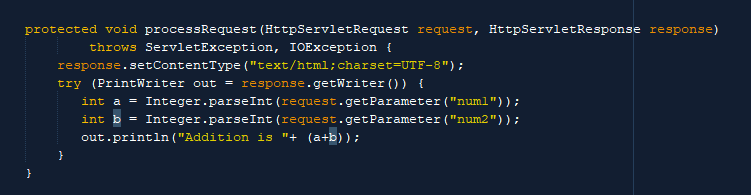 protected void processRequest(HttpServletRequest request, HttpServletResponse response)
        throws ServletException, IOException {
    response.setContentType("text/html;charset=UTF-8");
    try (PrintWriter out = response.getWriter()) {
       int a = Integer.parseInt(request.getParameter("num1"));
       int b = Integer.parseInt(request.getParameter("num2"));
       out.println("Addition is "+ (a+b));
    }
}